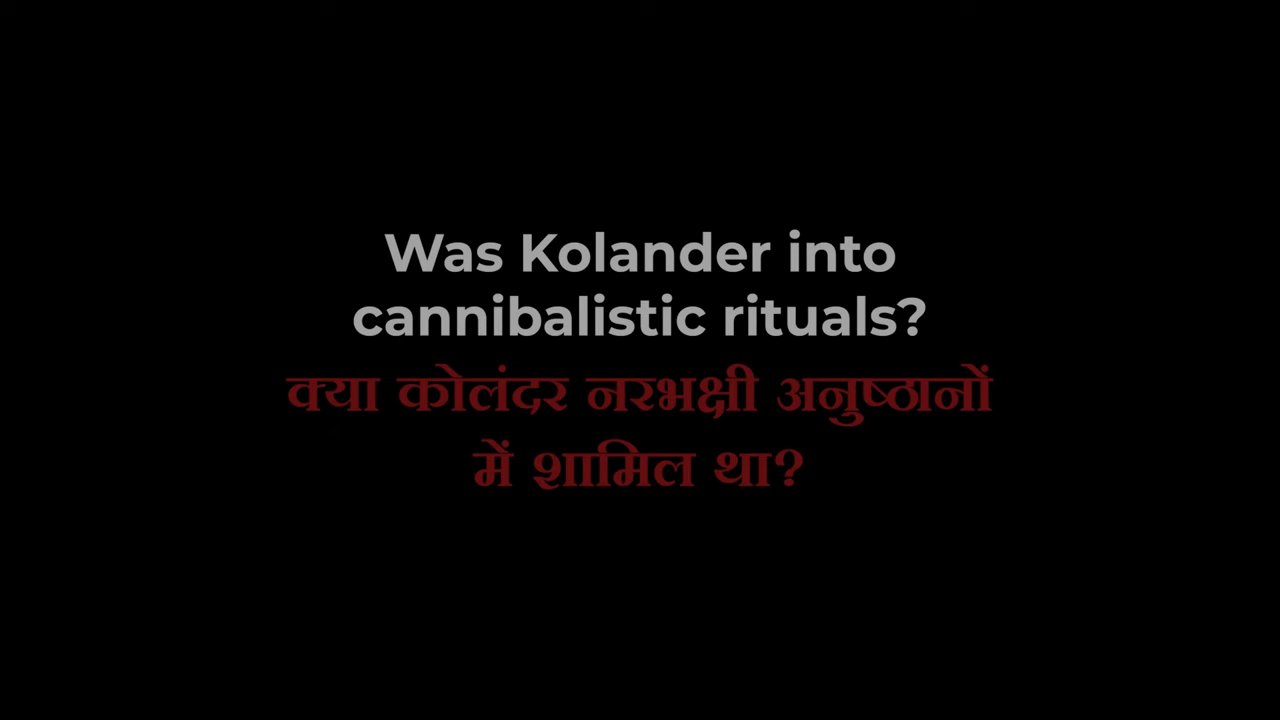 Was Kolander into
cannibalistic rituals?
क्या कोलंदर नरभक्षी अनुष्ठानों
में शामिल था?